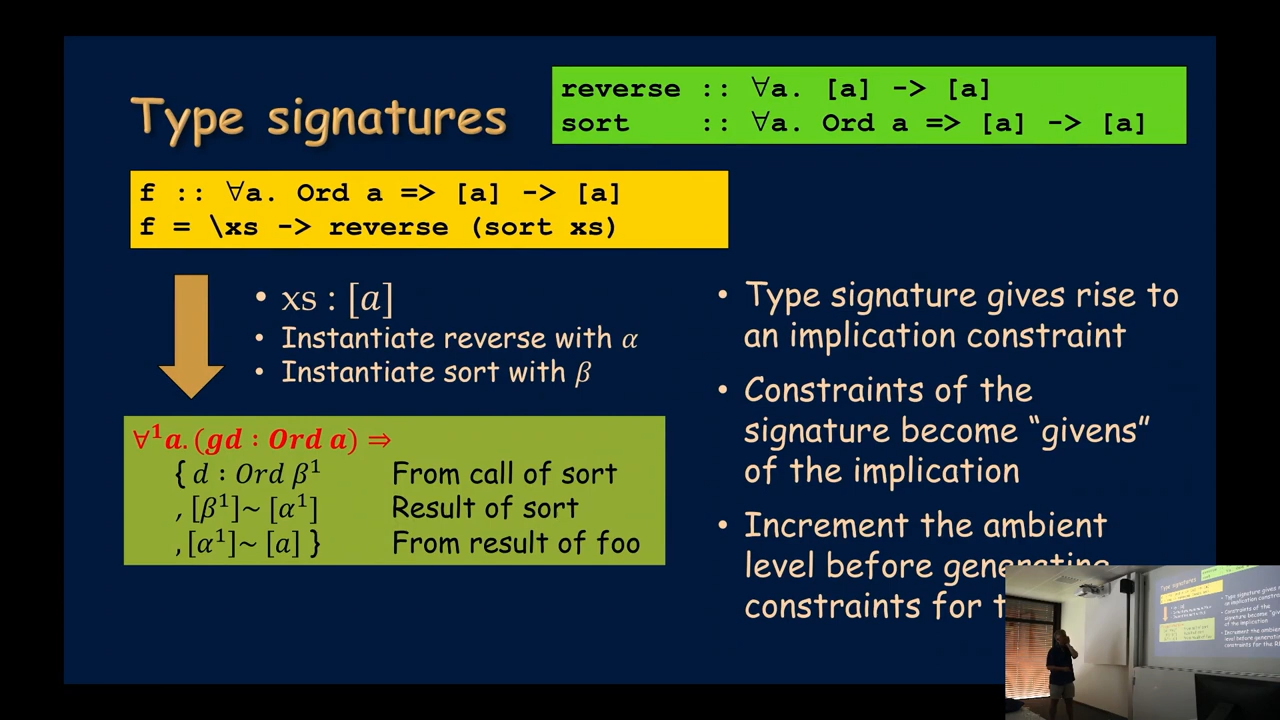 Type signatures
reverse :: ∀a. [a] -> [a]
sort :: ∀a. Ord a => [a] -> [a]
f :: ∀a. Ord a => [a] -> [a]
f = \xs -> reverse (sort xs)
• xs : [a]
• Instantiate reverse with α
• Instantiate sort with β
∀¹a. (gd : Ord a) ⇒
{ d : Ord β¹ From call of sort
, [β¹]~ [α¹] Result of sort
, [α¹]~ [a] } From result of foo
• Type signature gives rise to
an implication constraint
• Constraints of the
signature become “givens”
of the implication
• Increment the ambient
level before generating
constraints for